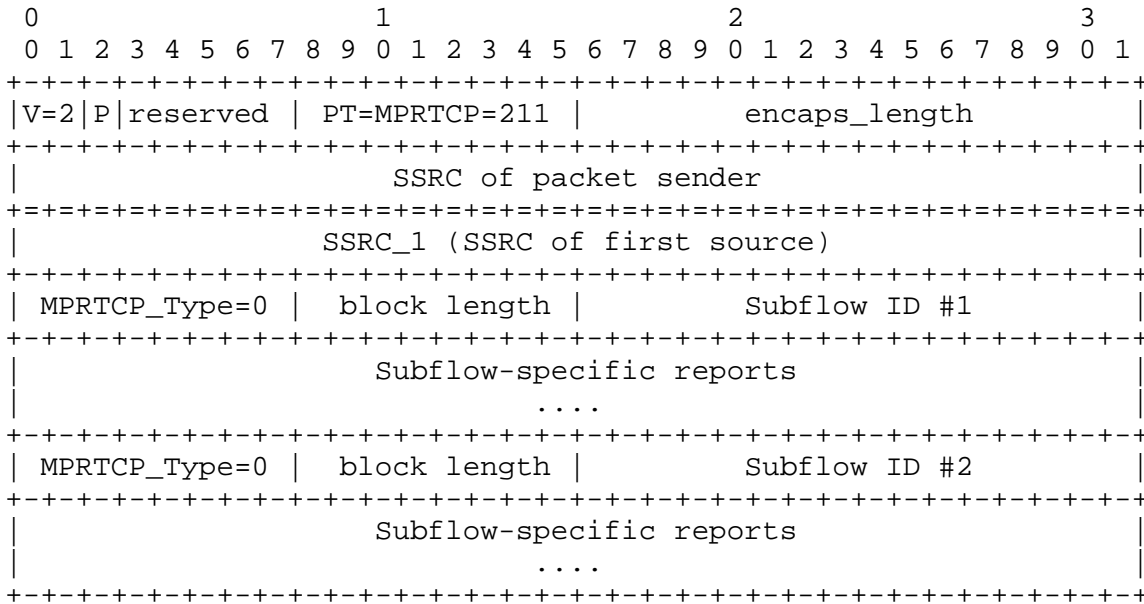 0                   1                   2                   3
 0 1 2 3 4 5 6 7 8 9 0 1 2 3 4 5 6 7 8 9 0 1 2 3 4 5 6 7 8 9 0 1
+-+-+-+-+-+-+-+-+-+-+-+-+-+-+-+-+-+-+-+-+-+-+-+-+-+-+-+-+-+-+-+-+
|V=2|P|reserved | PT=MPRTCP=211 |         encaps_length         |
+-+-+-+-+-+-+-+-+-+-+-+-+-+-+-+-+-+-+-+-+-+-+-+-+-+-+-+-+-+-+-+-+
|                     SSRC of packet sender                     |
+=+=+=+=+=+=+=+=+=+=+=+=+=+=+=+=+=+=+=+=+=+=+=+=+=+=+=+=+=+=+=+=+
|                 SSRC_1 (SSRC of first source)                 |
+-+-+-+-+-+-+-+-+-+-+-+-+-+-+-+-+-+-+-+-+-+-+-+-+-+-+-+-+-+-+-+-+
| MPRTCP_Type=0 |  block length |         Subflow ID #1         |
+-+-+-+-+-+-+-+-+-+-+-+-+-+-+-+-+-+-+-+-+-+-+-+-+-+-+-+-+-+-+-+-+
|                    Subflow-specific reports                   |
|                             ....                              |
+-+-+-+-+-+-+-+-+-+-+-+-+-+-+-+-+-+-+-+-+-+-+-+-+-+-+-+-+-+-+-+-+
| MPRTCP_Type=0 |  block length |         Subflow ID #2         |
+-+-+-+-+-+-+-+-+-+-+-+-+-+-+-+-+-+-+-+-+-+-+-+-+-+-+-+-+-+-+-+-+
|                    Subflow-specific reports                   |
|                             ....                              |
+-+-+-+-+-+-+-+-+-+-+-+-+-+-+-+-+-+-+-+-+-+-+-+-+-+-+-+-+-+-+-+-+